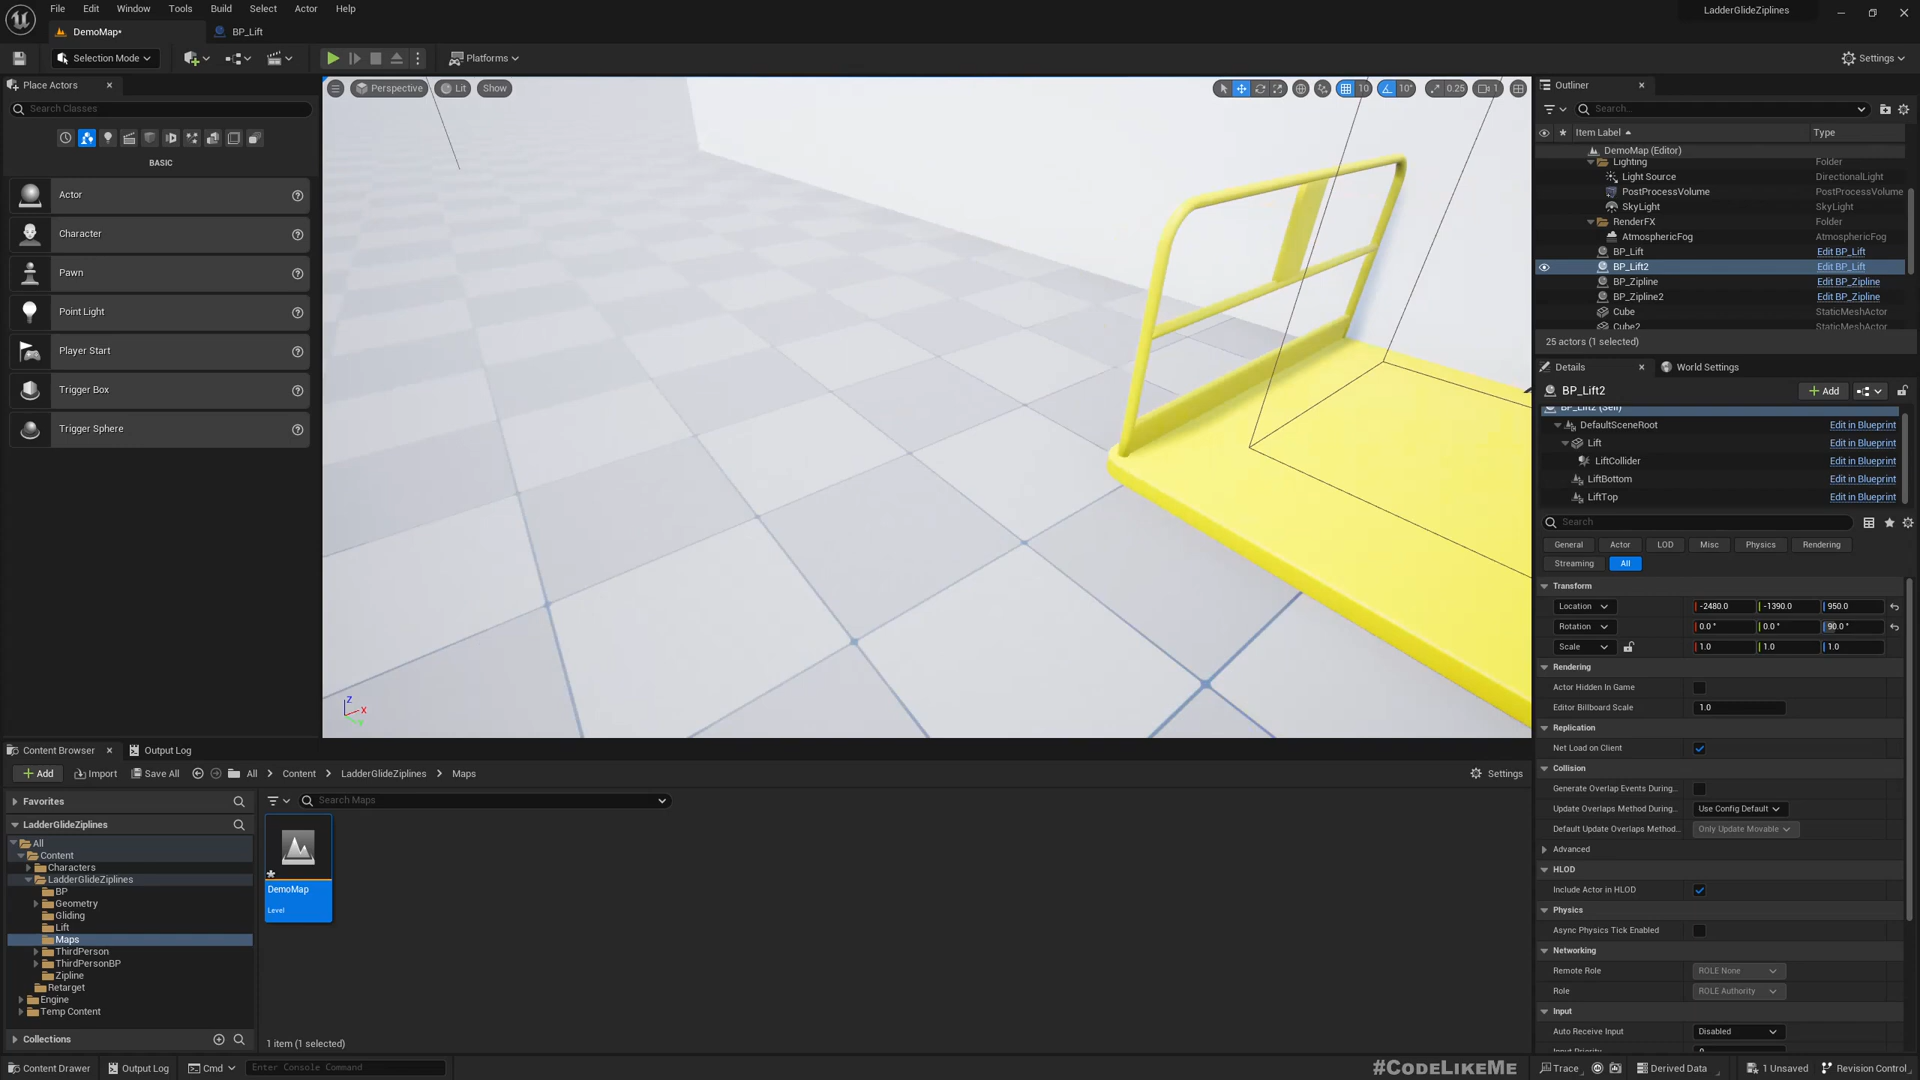 File Edit Window Tools Build Select Actor Help
LadderGlideZiplines
DemoMap•
BP_Lift
Selection Mode
Platforms
Settings
Place Actors
Search Classes
BASIC
Actor
Character
Pawn
Point Light
Player Start
Trigger Box
Trigger Sphere
Perspective
Lit
Show
10
10°
0.25
1
Z
X
Y
Outliner
Search...
Item Label
Type
DemoMap (Editor)
Lighting Folder
Light Source DirectionalLight
PostProcessVolume PostProcessVolume
SkyLight SkyLight
RenderFX Folder
AtmosphericFog AtmosphericFog
BP_Lift Edit BP_Lift
BP_Lift2 Edit BP_Lift
BP_Zipline Edit BP_Zipline
BP_Zipline2 Edit BP_Zipline
Cube StaticMeshActor
Cube2 StaticMeshActor
25 actors (1 selected)
Details
World Settings
BP_Lift2
Add
BP_Lift2 (Self)
DefaultSceneRoot Edit in Blueprint
Lift Edit in Blueprint
LiftCollider Edit in Blueprint
LiftBottom Edit in Blueprint
LiftTop Edit in Blueprint
Search
General Actor LOD Misc Physics Rendering
Streaming All
Transform
Location -2480.0 -1390.0 950.0
Rotation 0.0 ° 0.0 ° 90.0 °
Scale 1.0 1.0 1.0
Rendering
Actor Hidden In Game
Editor Billboard Scale 1.0
Replication
Net Load on Client
Collision
Generate Overlap Events During...
Update Overlaps Method During... Use Config Default
Default Update Overlaps Method... Only Update Movable
Advanced
HLOD
Include Actor in HLOD
Physics
Async Physics Tick Enabled
Networking
Remote Role ROLE None
Role ROLE Authority
Input
Auto Receive Input Disabled
Input Priority 0
Content Browser
Output Log
Add Import Save All All Content LadderGlideZiplines Maps
Settings
Favorites
Search Maps
LadderGlideZiplines
All
Content
Characters
LadderGlideZiplines
BP
Geometry
Gliding
Lift
Maps
ThirdPerson
ThirdPersonBP
Zipline
Retarget
Engine
Temp Content
Collections
DemoMap
Level
1 item (1 selected)
Content Drawer
Output Log
Cmd
Enter Console Command
#CodeLikeMe
Trace
Derived Data
1 Unsaved
Revision Control